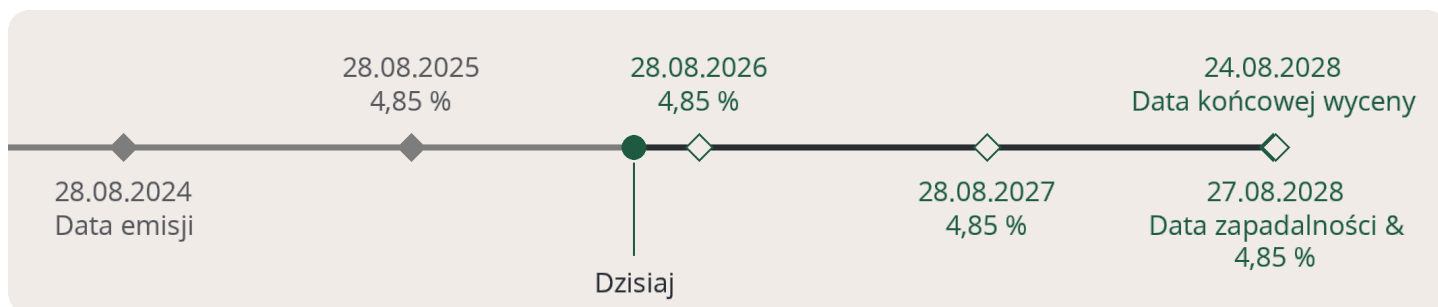 28.08.2025
4,85 %
28.08.2026
4,85 %
24.08.2028
Data końcowej wyceny
28.08.2024
Data emisji
28.08.2027
4,85 %
27.08.2028
Data zapadalności &
4,85 %
Dzisiaj